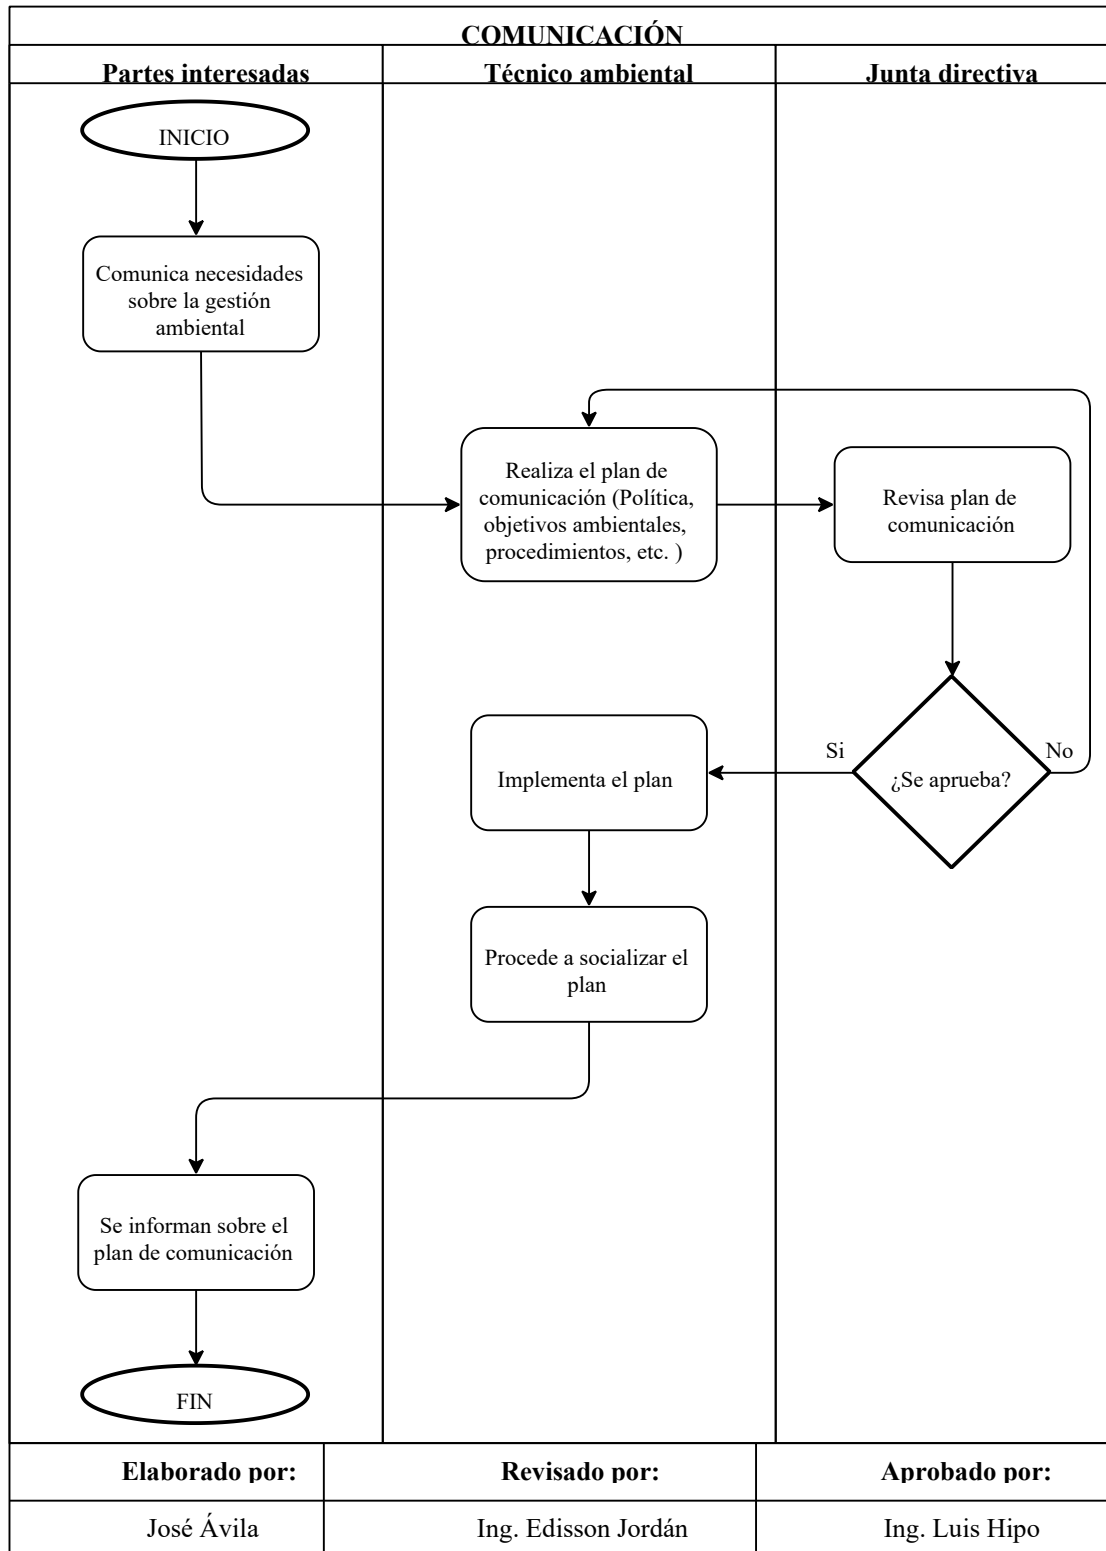 COMUNICACIÓN
Partes interesadas
Técnico ambiental
Junta directiva
INICIO
Comunica necesidades
sobre la gestión
ambiental
Realiza el plan de
comunicación (Política,
objetivos ambientales,
procedimientos, etc. )
Revisa plan de
comunicación
Si
¿Se aprueba?
No
Implementa el plan
Procede a socializar el
plan
Se informan sobre el
plan de comunicación
FIN
Elaborado por:
Revisado por:
Aprobado por:
José Ávila
Ing. Edisson Jordán
Ing. Luis Hipo